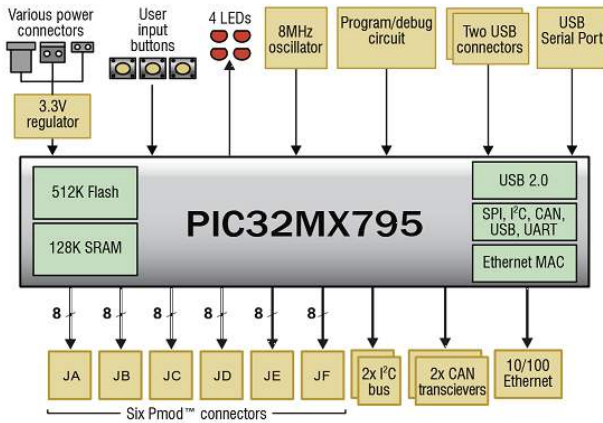 Various power
connectors
User
input
buttons
4 LEDs
8MHz
oscillator
Program/debug
circuit
Two USB
connectors
USB
Serial Port
3.3V
regulator
512K Flash
128K SRAM
PIC32MX795
USB 2.0
SPI, I²C, CAN,
USB, UART
Ethernet MAC
8 8 8 8 8 8
JA JB JC JD JE JF
2x I²C
bus
2x CAN
transcievers
10/100
Ethernet
Six Pmod™ connectors